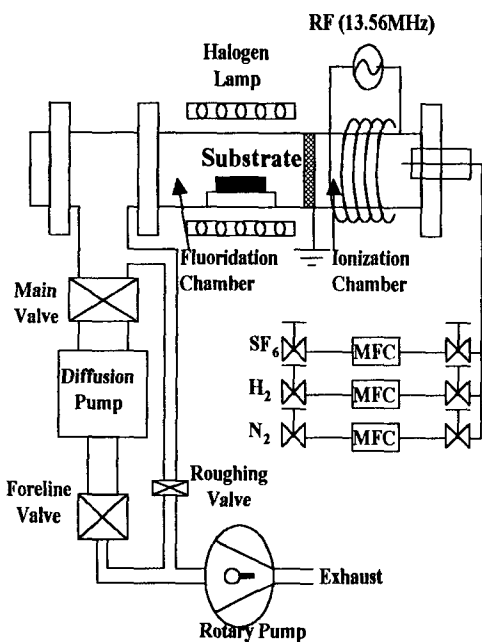 RF (13.56MHz)
Halogen
Lamp
Substrate
Fluoridation
Chamber
Ionization
Chamber
Main
Valve
SF6
MFC
Diffusion
Pump
H2
MFC
N2
MFC
Roughing
Valve
Foreline
Valve
Exhaust
Rotary Pump